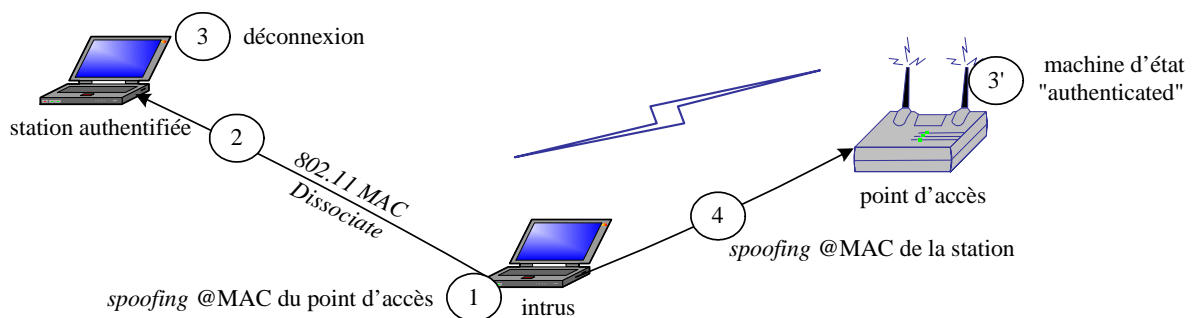 3 déconnexion
station authentifiée
2
802.11 MAC
Dissociate
3'
machine d'état
"authenticated"
point d'accès
4
spoofing @MAC de la station
spoofing @MAC du point d'accès 1
intrus